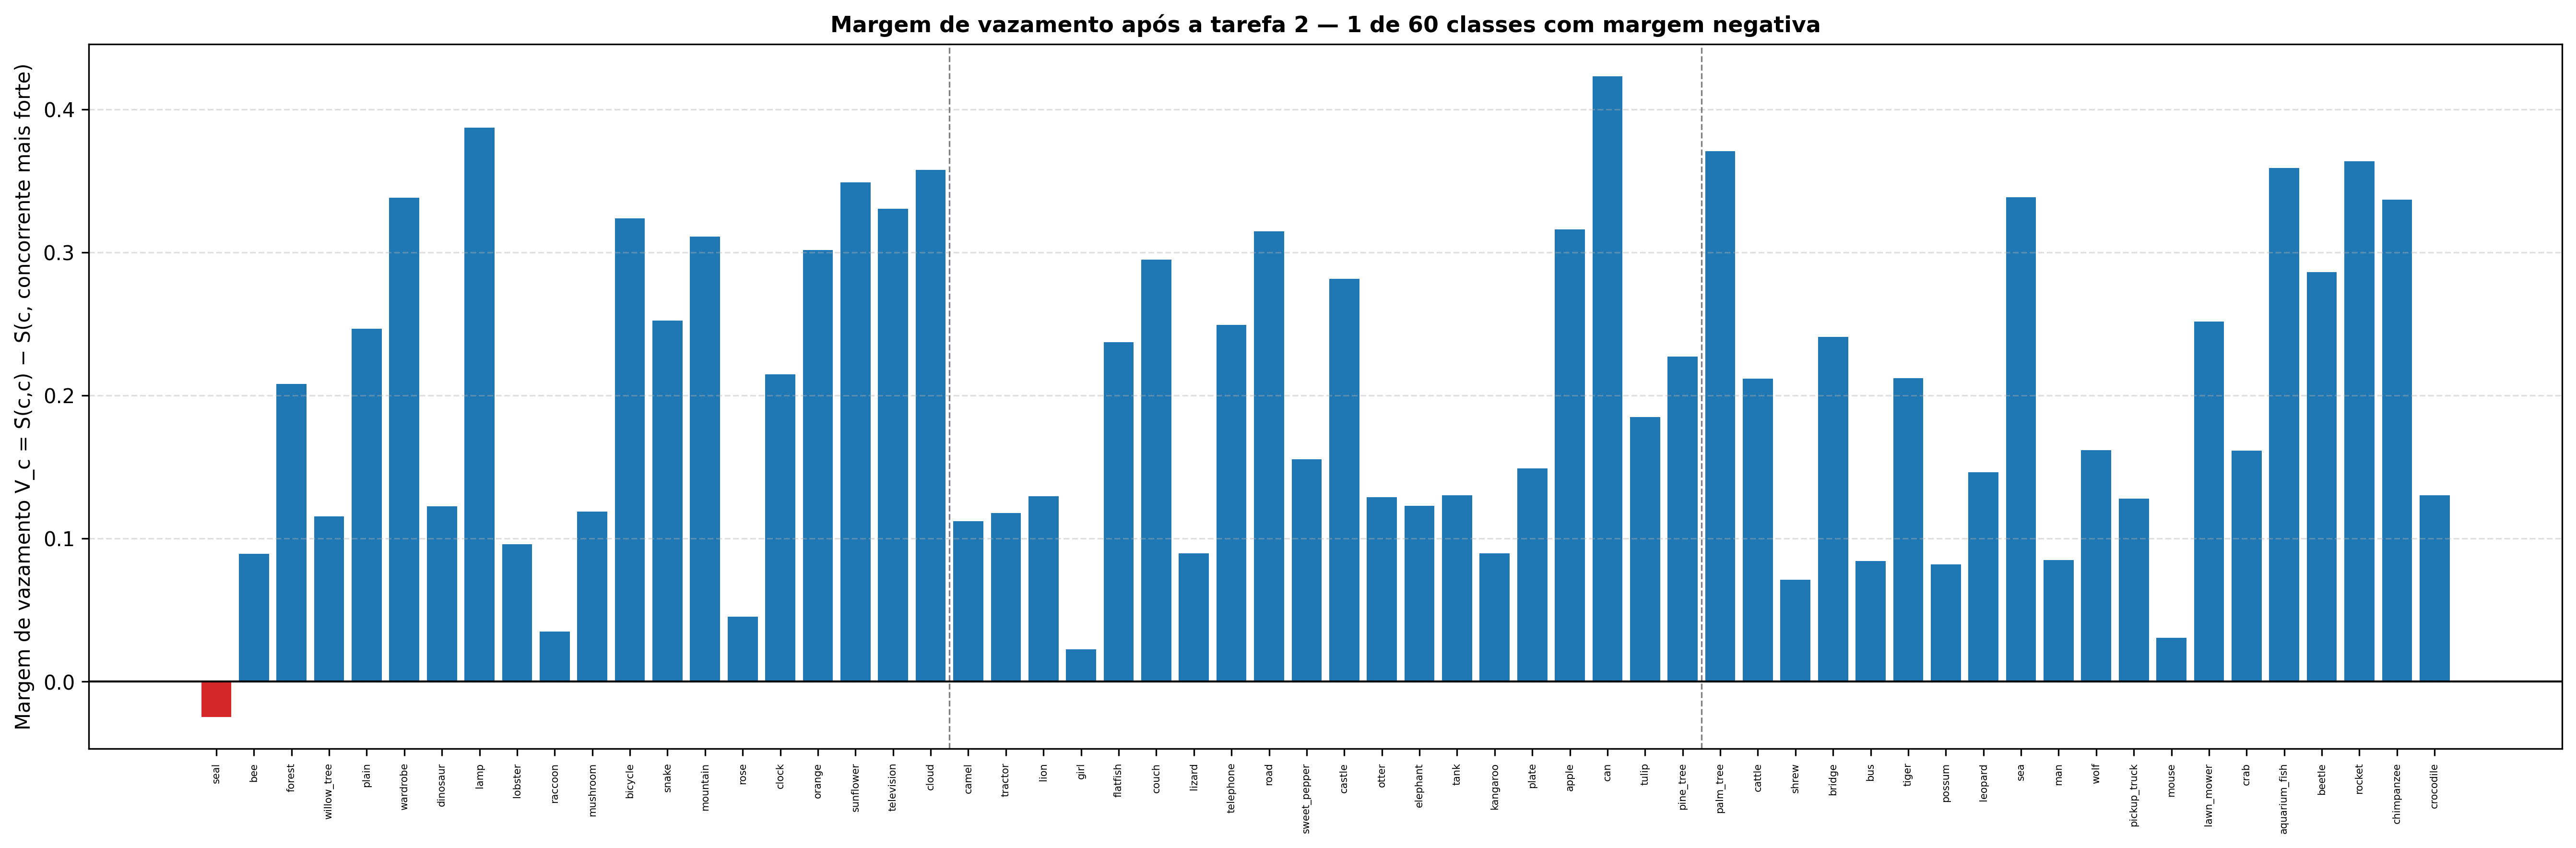 Margem de vazamento após a tarefa 2 — 1 de 60 classes com margem negativa
Margem de vazamento V_c = S(c,c) − S(c, concorrente mais forte)
0.4
0.3
0.2
0.1
0.0
seal
bee
forest
willow_tree
plain
wardrobe
dinosaur
lamp
lobster
raccoon
mushroom
bicycle
snake
mountain
rose
clock
orange
sunflower
television
cloud
camel
tractor
lion
girl
flatfish
couch
lizard
telephone
road
sweet_pepper
castle
otter
elephant
tank
kangaroo
plate
apple
can
tulip
pine_tree
palm_tree
cattle
shrew
bridge
bus
tiger
possum
leopard
sea
man
wolf
pickup_truck
mouse
lawn_mower
crab
aquarium_fish
beetle
rocket
chimpanzee
crocodile